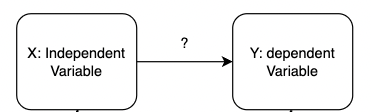 X: Independent
Variable
?
Y: dependent
Variable